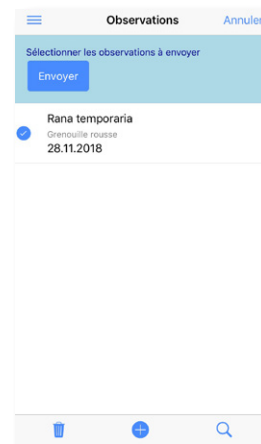 Observations
Annuler
Sélectionner les observations à envoyer
Envoyer
Rana temporaria
Grenouille rousse
28.11.2018